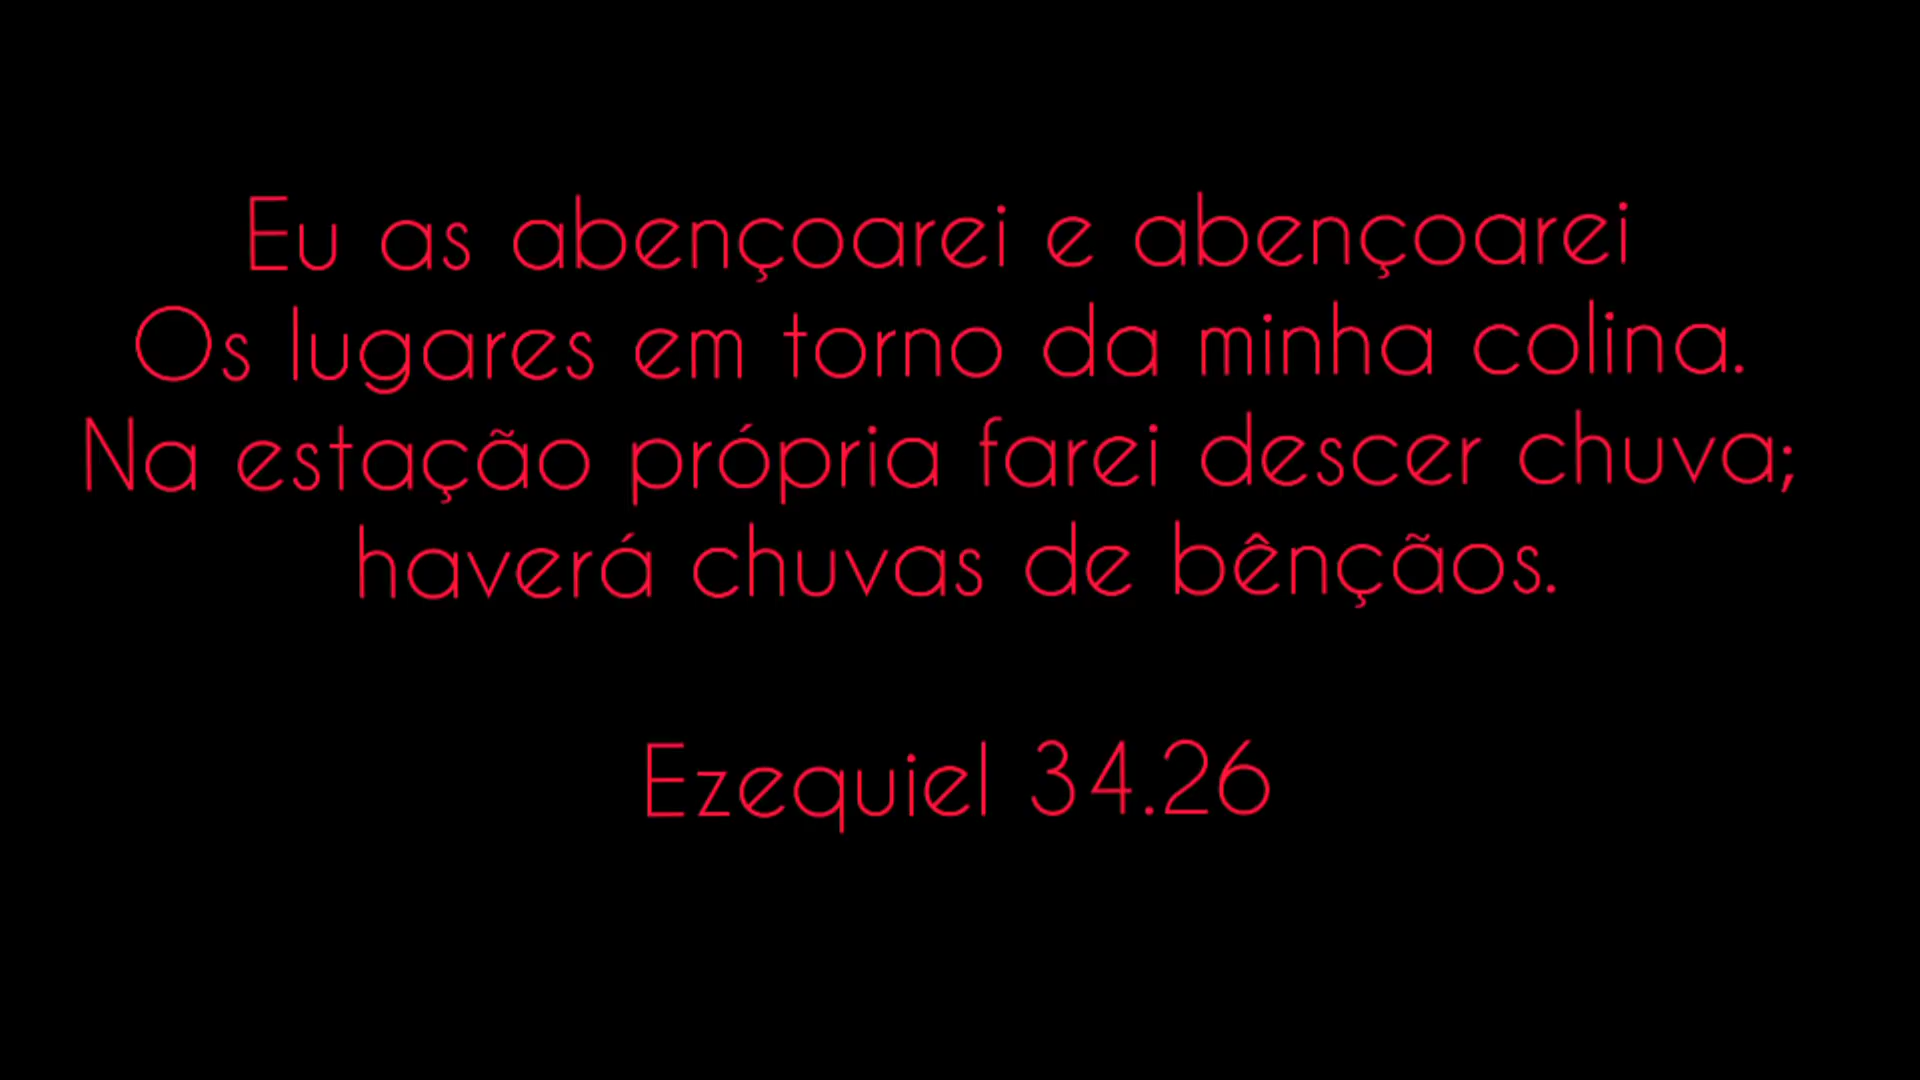 Eu as abençoarei e abençoarei
Os lugares em torno da minha colina.
Na estação própria farei descer chuva;
haverá chuvas de bênçãos.
Ezequiel 34.26